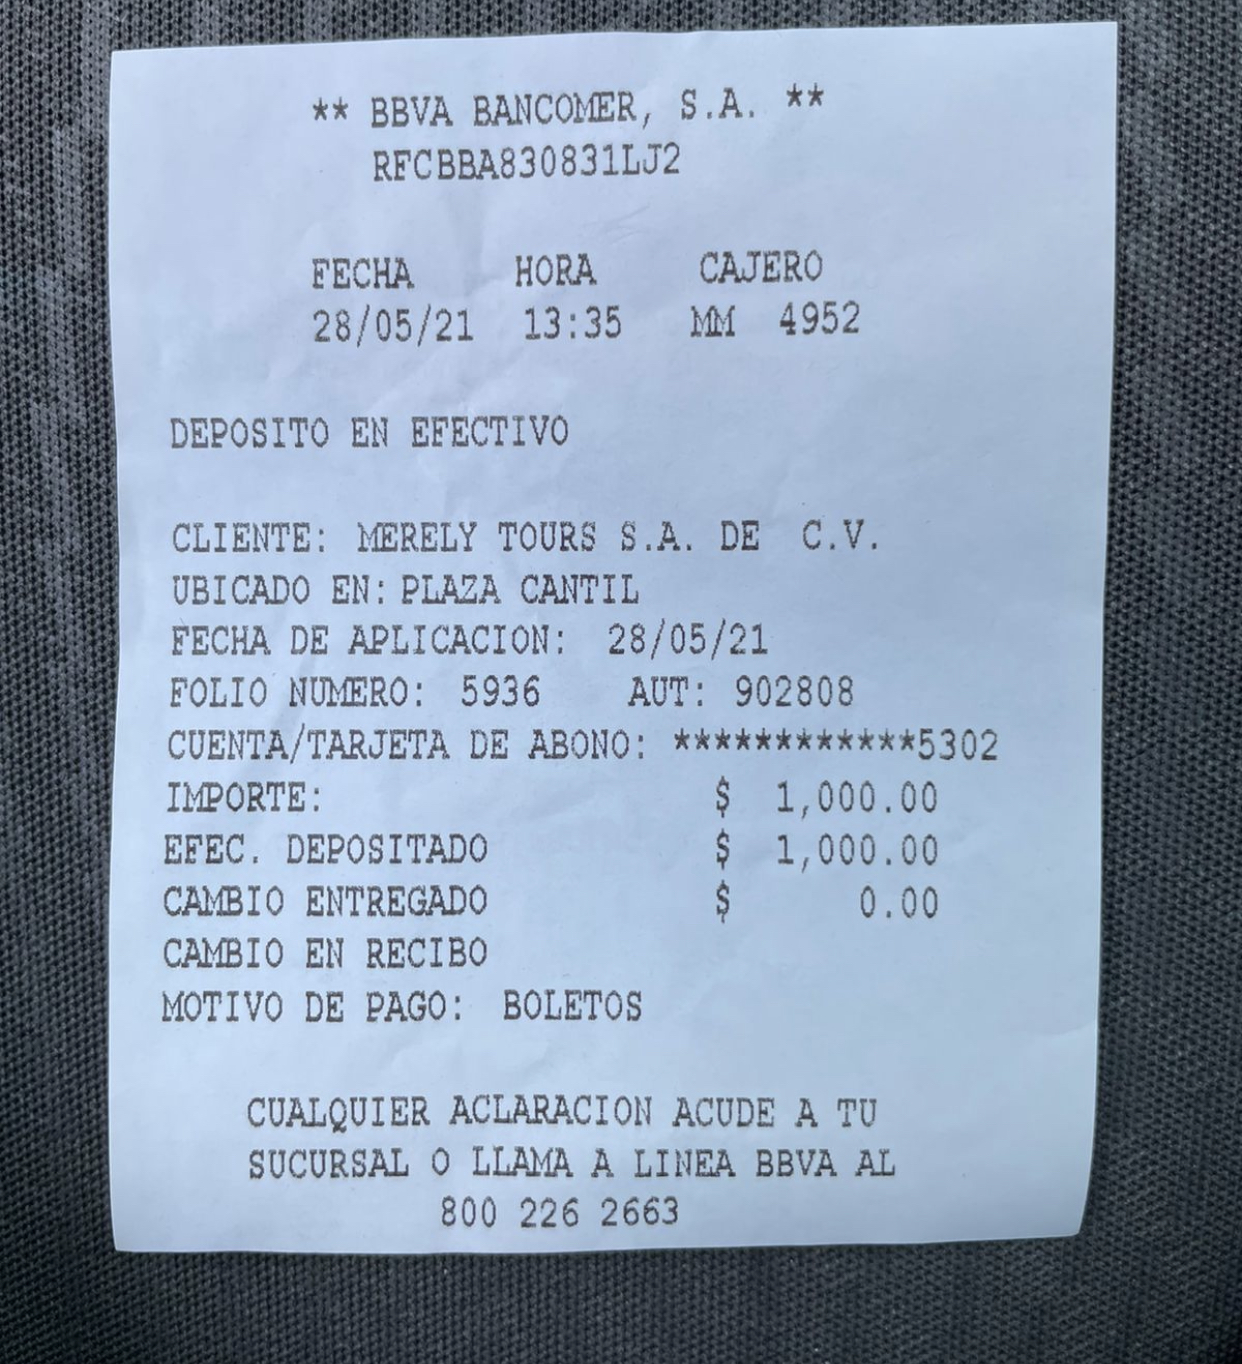 ** BBVA BANCOMER, S.A. **
RFCBBA830831LJ2
FECHA HORA CAJERO
28/05/21 13:35 MM 4952
DEPOSITO EN EFECTIVO
CLIENTE: MERELY TOURS S.A. DE C.V.
UBICADO EN: PLAZA CANTIL
FECHA DE APLICACION: 28/05/21
FOLIO NUMERO: 5936 AUT: 902808
CUENTA/TARJETA DE ABONO: ************5302
IMPORTE: $ 1,000.00
EFEC. DEPOSITADO $ 1,000.00
CAMBIO ENTREGADO $ 0.00
CAMBIO EN RECIBO
MOTIVO DE PAGO: BOLETOS
CUALQUIER ACLARACION ACUDE A TU
SUCURSAL O LLAMA A LINEA BBVA AL
800 226 2663